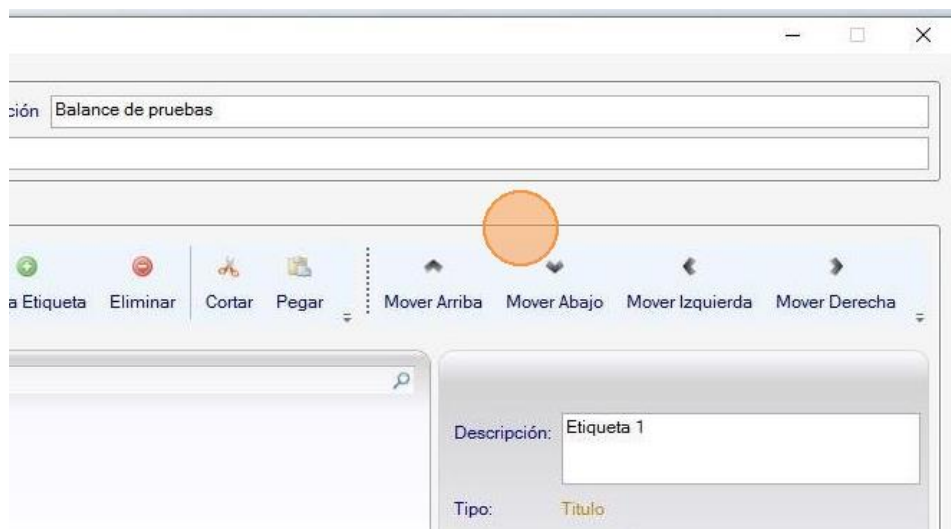 ción Balance de pruebas
a Etiqueta Eliminar Cortar Pegar Mover Arriba Mover Abajo Mover Izquierda Mover Derecha
Descripción: Etiqueta 1
Tipo: Titulo